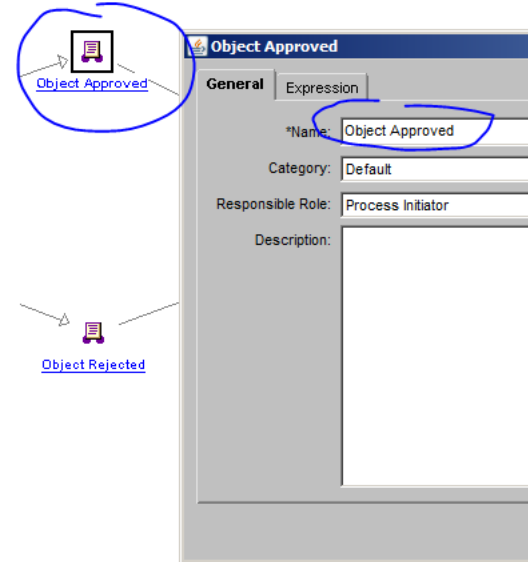 Object Approved
Object Rejected
Object Approved
General
Expression
*Name: Object Approved
Category: Default
Responsible Role: Process Initiator
Description: